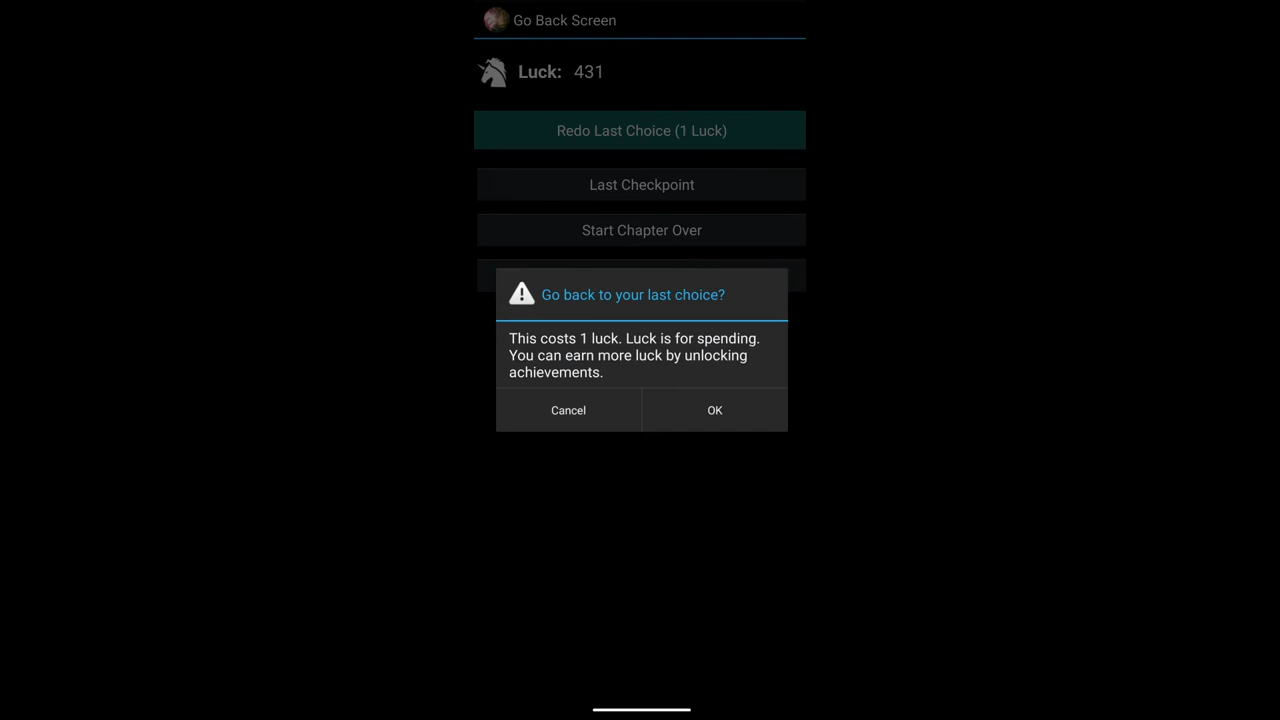 Go Back Screen
Luck: 431
Redo Last Choice (1 Luck)
Last Checkpoint
Start Chapter Over
Go back to your last choice?
This costs 1 luck. Luck is for spending.
You can earn more luck by unlocking
achievements.
Cancel
OK